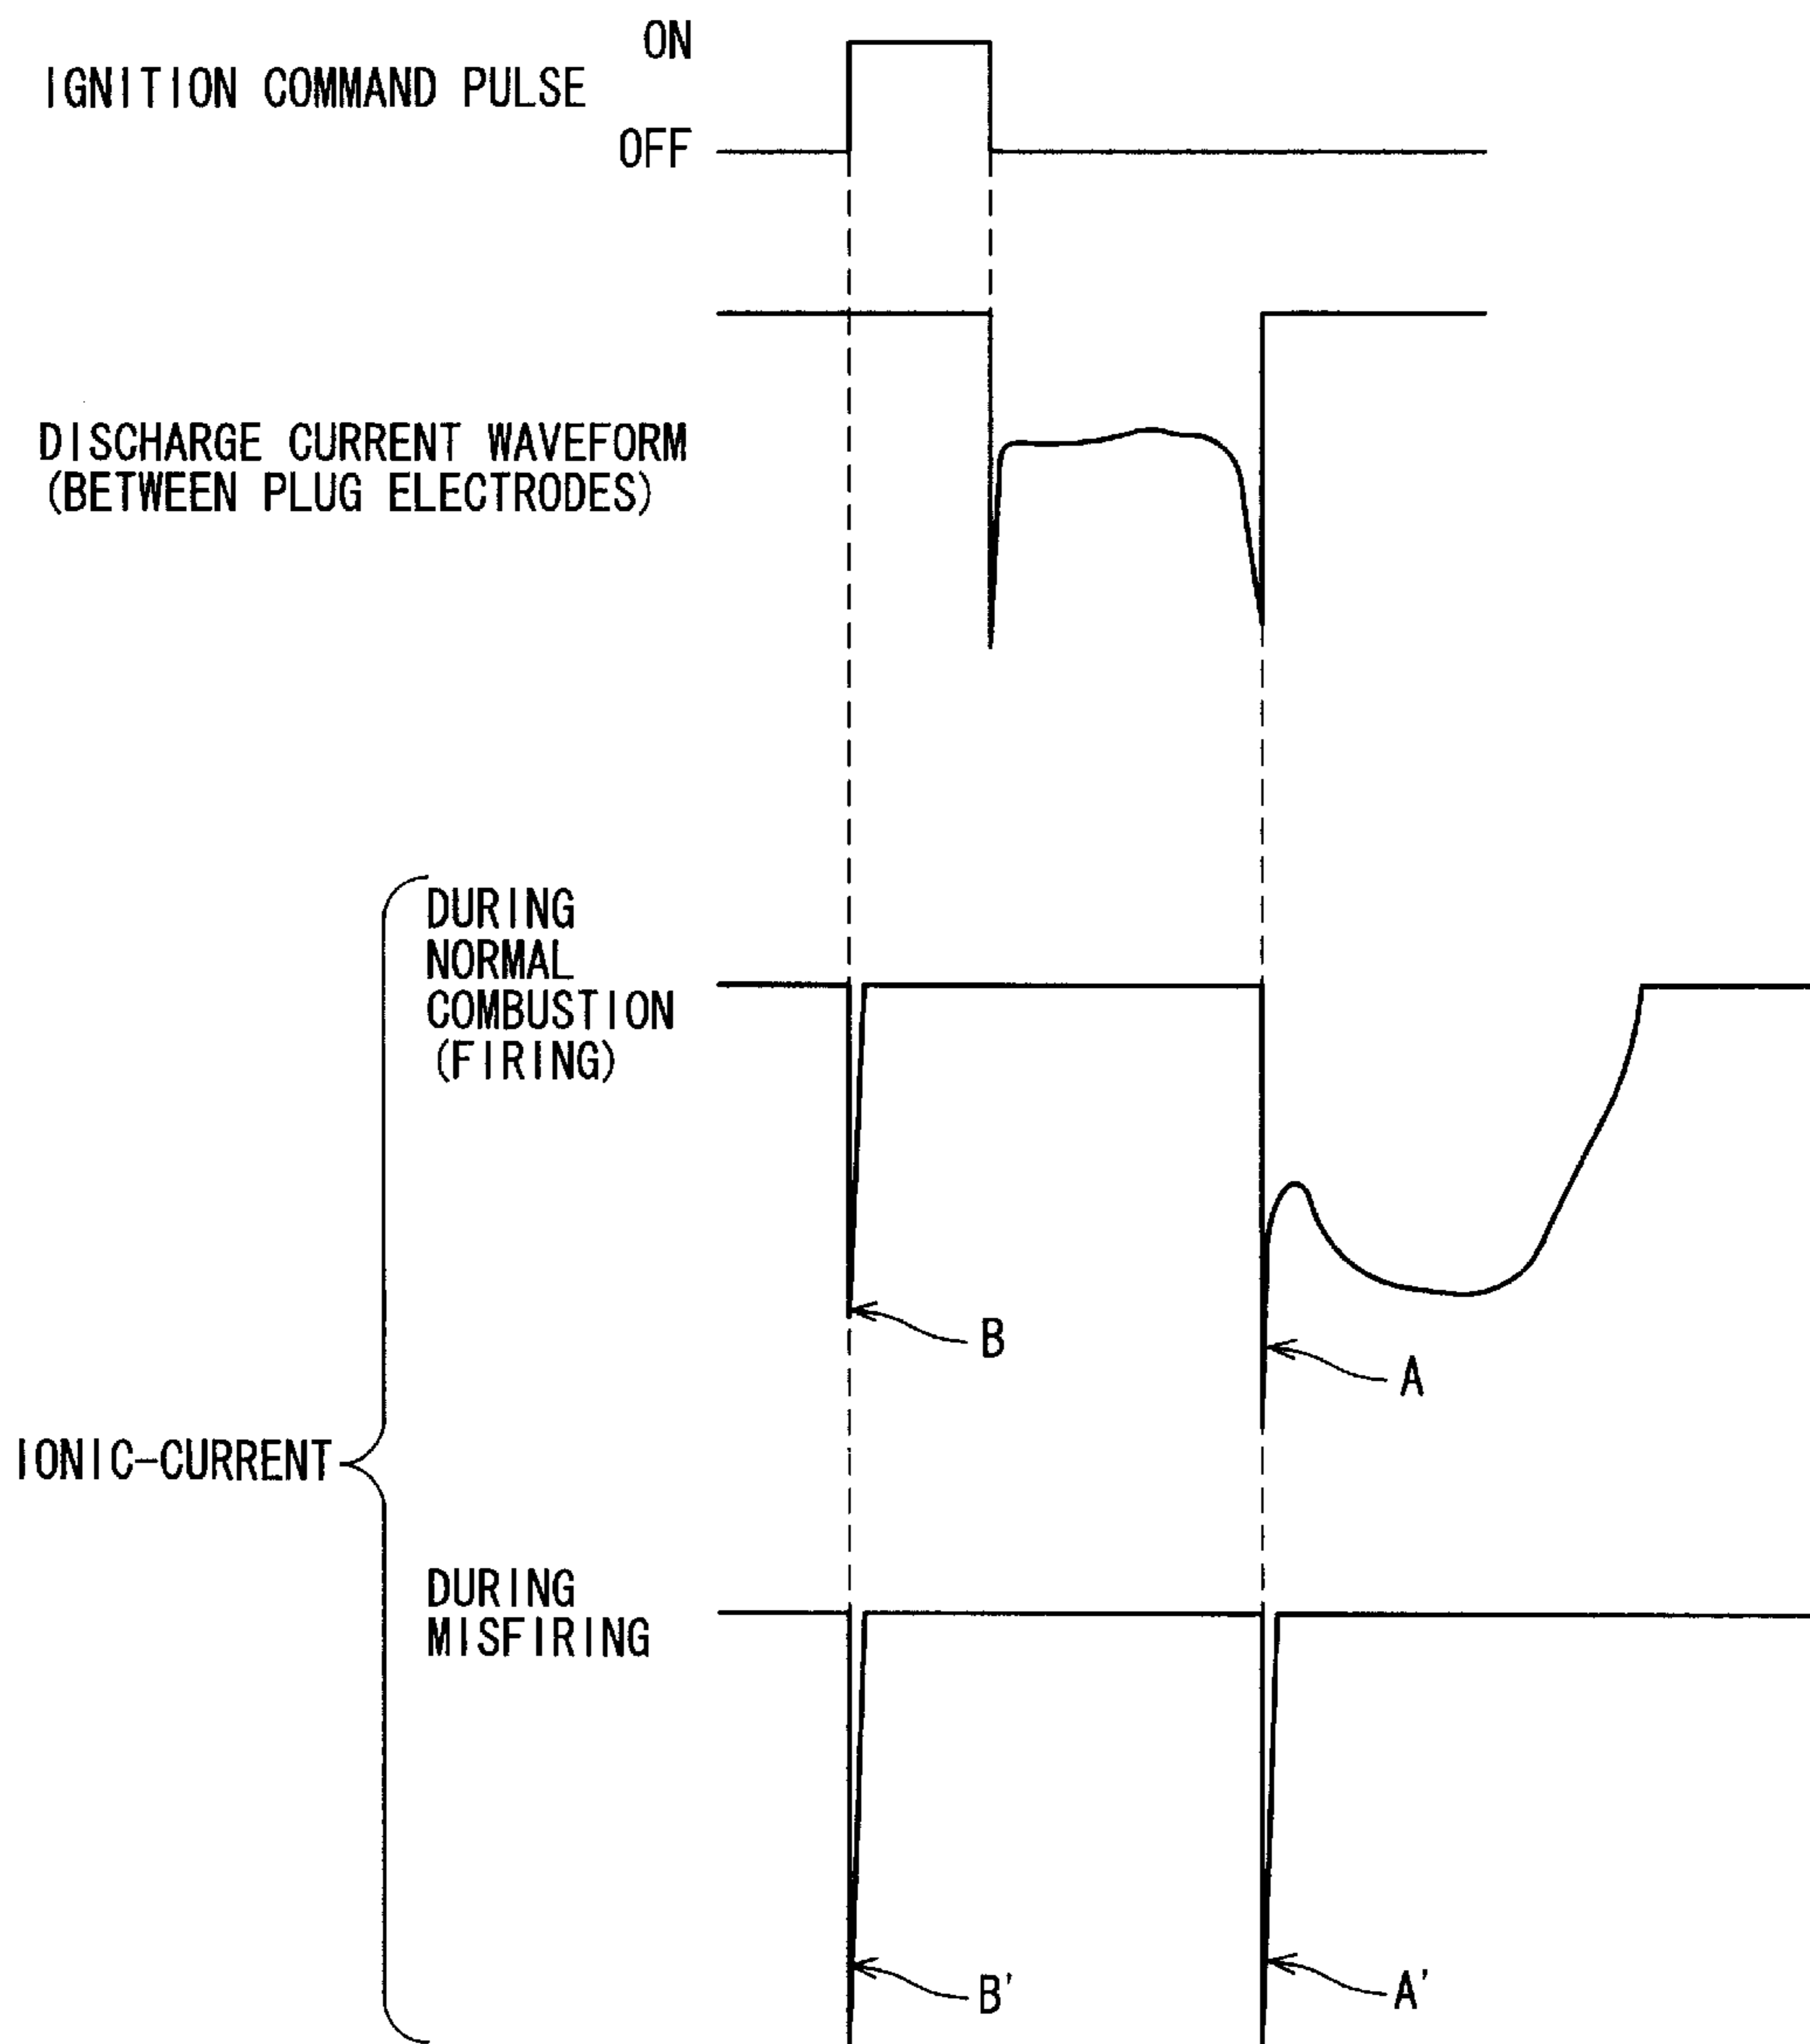 ON
IGNITION COMMAND PULSE
OFF
DISCHARGE CURRENT WAVEFORM
(BETWEEN PLUG ELECTRODES)
DURING
NORMAL
COMBUSTION
(FIRING)
B
A
IONIC-CURRENT
DURING
MISFIRING
B'
A'